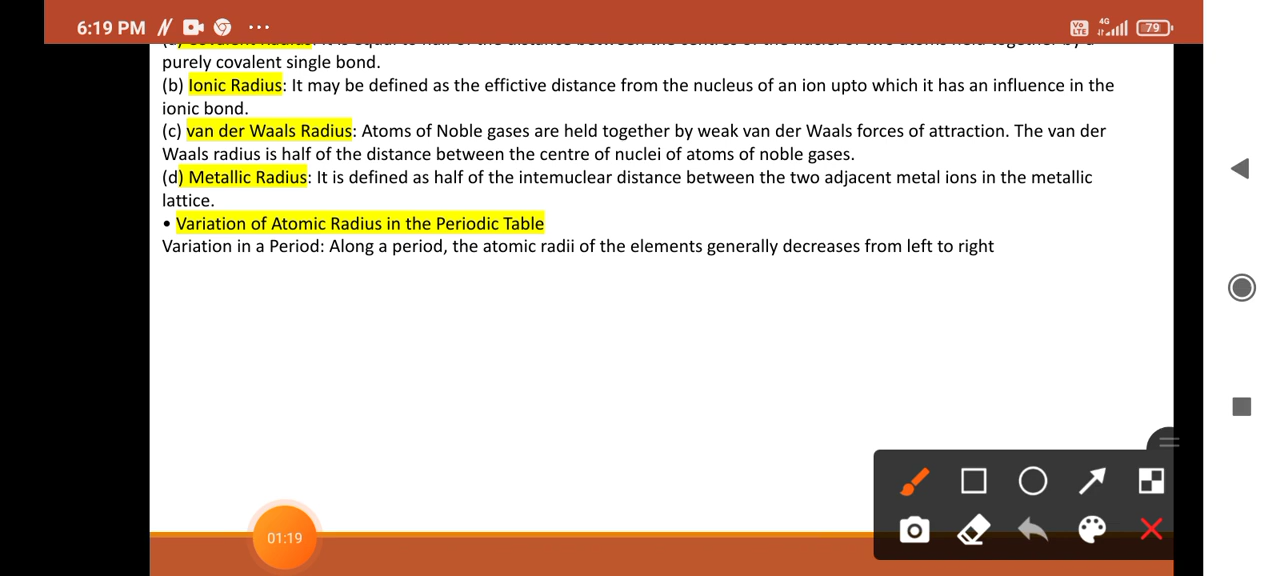 6:19 PM
4G
Vo LTE
79
purely covalent single bond.
(b) Ionic Radius: It may be defined as the effictive distance from the nucleus of an ion upto which it has an influence in the
ionic bond.
(c) van der Waals Radius: Atoms of Noble gases are held together by weak van der Waals forces of attraction. The van der
Waals radius is half of the distance between the centre of nuclei of atoms of noble gases.
(d) Metallic Radius: It is defined as half of the intemuclear distance between the two adjacent metal ions in the metallic
lattice.
• Variation of Atomic Radius in the Periodic Table
Variation in a Period: Along a period, the atomic radii of the elements generally decreases from left to right
01:19